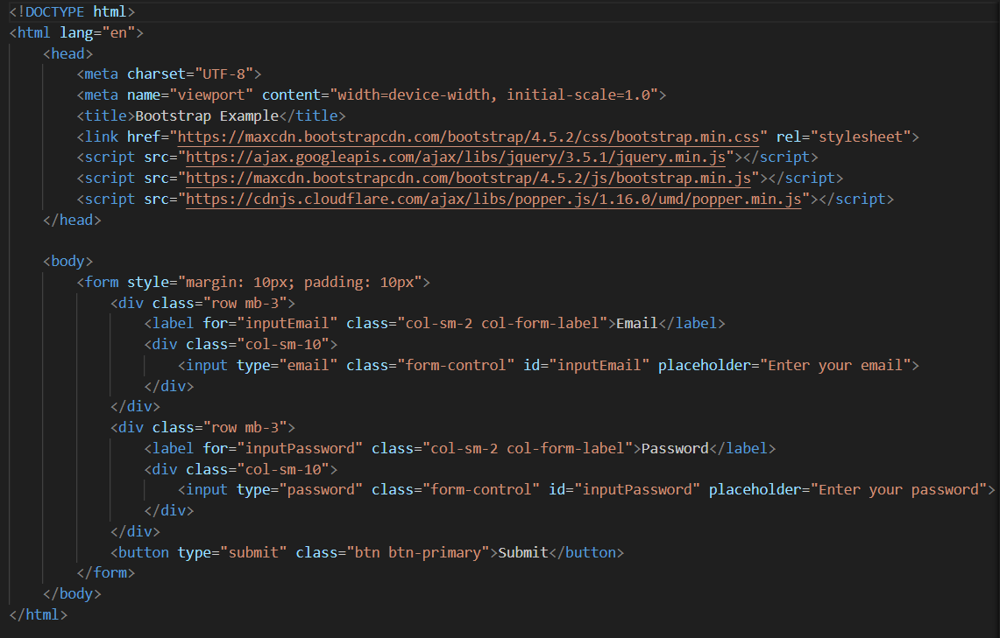 <!DOCTYPE html>
<html lang="en">
    <head>
        <meta charset="UTF-8">
        <meta name="viewport" content="width=device-width, initial-scale=1.0">
        <title>Bootstrap Example</title>
        <link href="https://maxcdn.bootstrapcdn.com/bootstrap/4.5.2/css/bootstrap.min.css" rel="stylesheet">
        <script src="https://ajax.googleapis.com/ajax/libs/jquery/3.5.1/jquery.min.js"></script>
        <script src="https://maxcdn.bootstrapcdn.com/bootstrap/4.5.2/js/bootstrap.min.js"></script>
        <script src="https://cdnjs.cloudflare.com/ajax/libs/popper.js/1.16.0/umd/popper.min.js"></script>
    </head>

    <body>
        <form style="margin: 10px; padding: 10px">
            <div class="row mb-3">
                <label for="inputEmail" class="col-sm-2 col-form-label">Email</label>
                <div class="col-sm-10">
                    <input type="email" class="form-control" id="inputEmail" placeholder="Enter your email">
                </div>
            </div>
            <div class="row mb-3">
                <label for="inputPassword" class="col-sm-2 col-form-label">Password</label>
                <div class="col-sm-10">
                    <input type="password" class="form-control" id="inputPassword" placeholder="Enter your password">
                </div>
            </div>
            <button type="submit" class="btn btn-primary">Submit</button>
        </form>
    </body>
</html>